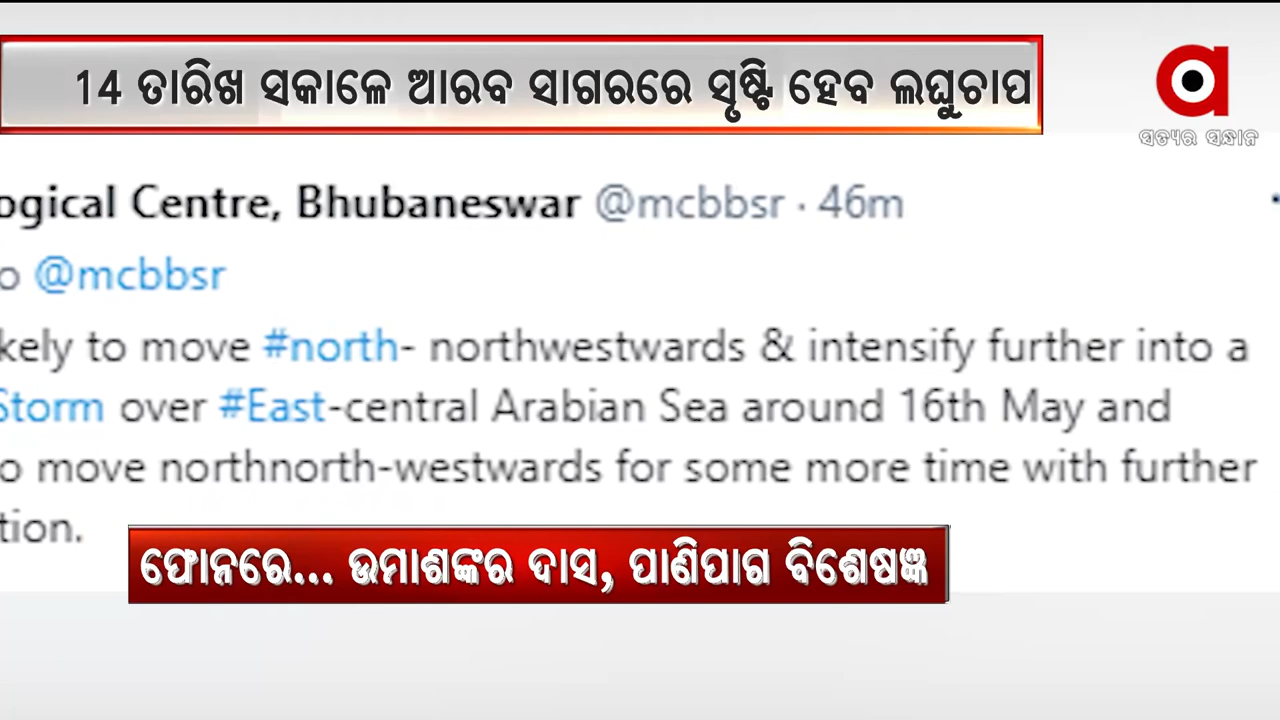 14 ତାରିଖ ସକାଳେ ଆରବ ସାଗରରେ ସୃଷ୍ଟି ହେବ ଲଘୁଚାପ
ସତ୍ୟର ସନ୍ଧାନ
ogical Centre, Bhubaneswar @mcbbsr · 46m
o @mcbbsr
kely to move #north- northwestwards & intensify further into a
Storm over #East-central Arabian Sea around 16th May and
o move northnorth-westwards for some more time with further
tion.
ଫୋନରେ... ଉମାଶଙ୍କର ଦାସ, ପାଣିପାଗ ବିଶେଷଜ୍ଞ